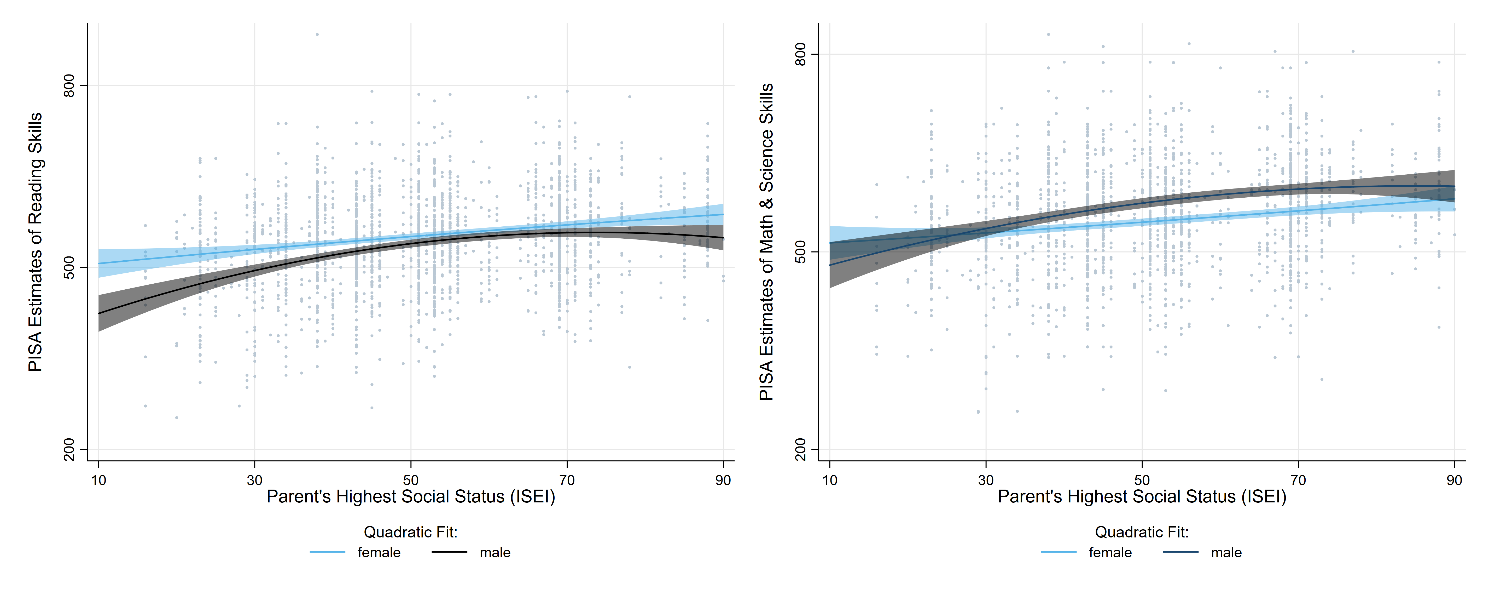 PISA Estimates of Reading Skills
800
500
200
10 30 50 70 90
Parent's Highest Social Status (ISEI)
Quadratic Fit:
female male
PISA Estimates of Math & Science Skills
800
500
200
10 30 50 70 90
Parent's Highest Social Status (ISEI)
Quadratic Fit:
female male